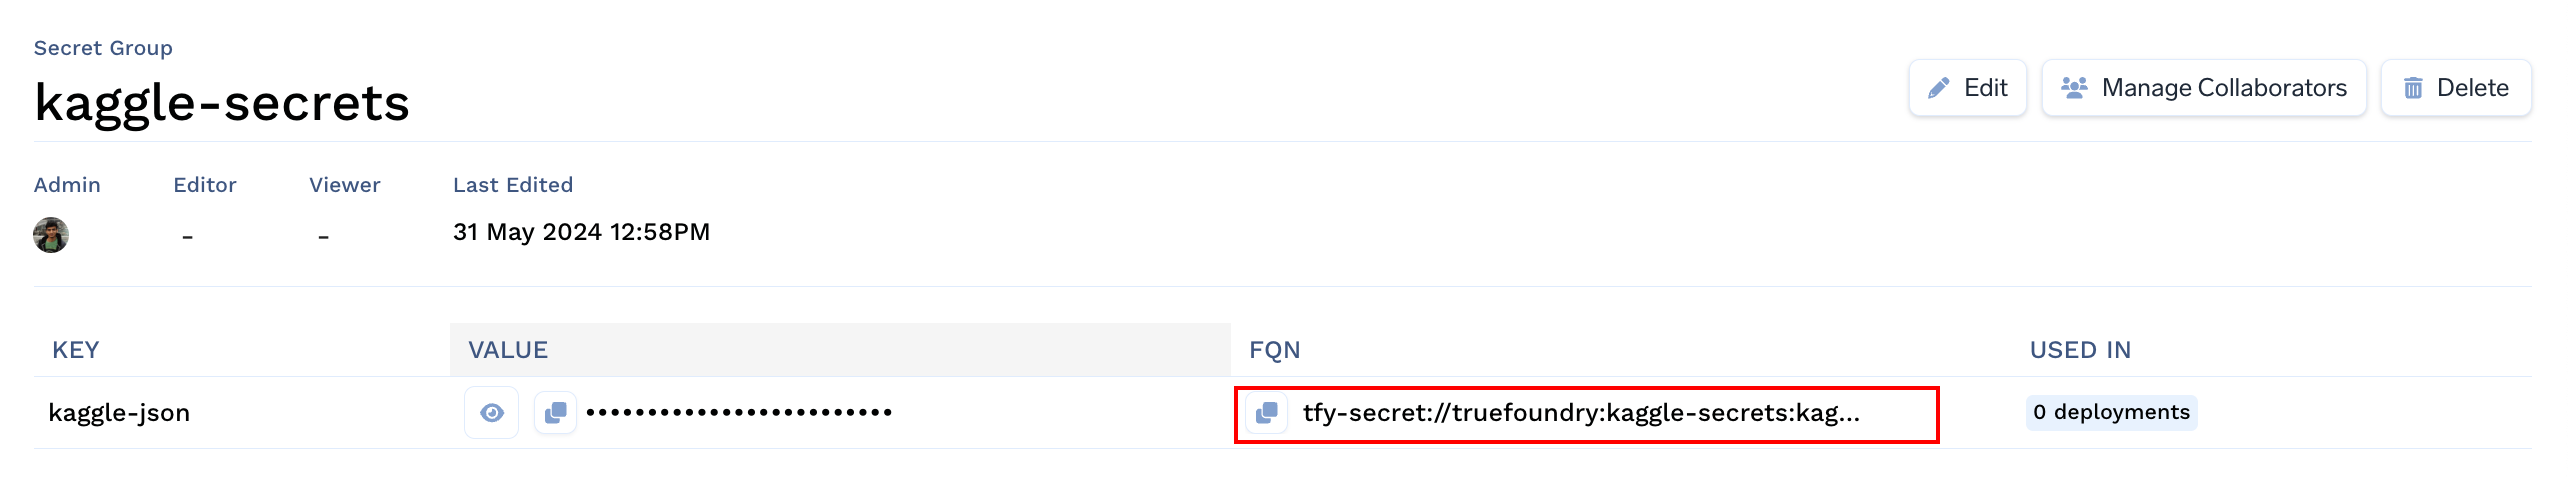 Secret Group
kaggle-secrets
Edit
Manage Collaborators
Delete
Admin Editor Viewer Last Edited
- - 31 May 2024 12:58PM
KEY VALUE FQN USED IN
kaggle-json ••••••••••••••••••••••••• tfy-secret://truefoundry:kaggle-secrets:kag... 0 deployments